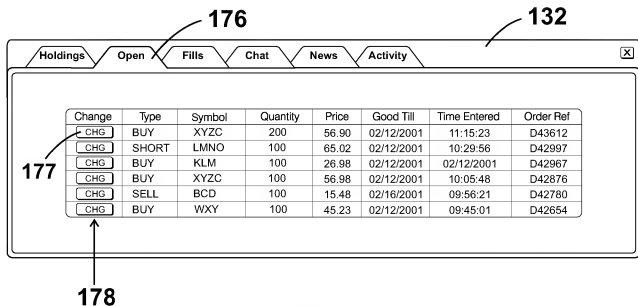 176
132
Holdings Open Fills Chat News Activity X
Change Type Symbol Quantity Price Good Till Time Entered Order Ref
CHG BUY XYZC 200 56.90 02/12/2001 11:15:23 D43612
CHG SHORT LMNO 100 65.02 02/12/2001 10:29:56 D42997
CHG BUY KLM 100 26.98 02/12/2001 02/12/2001 D42967
CHG BUY XYZC 100 56.98 02/12/2001 10:05:48 D42876
CHG SELL BCD 100 15.48 02/16/2001 09:56:21 D42780
CHG BUY WXY 100 45.23 02/12/2001 09:45:01 D42654
177
178